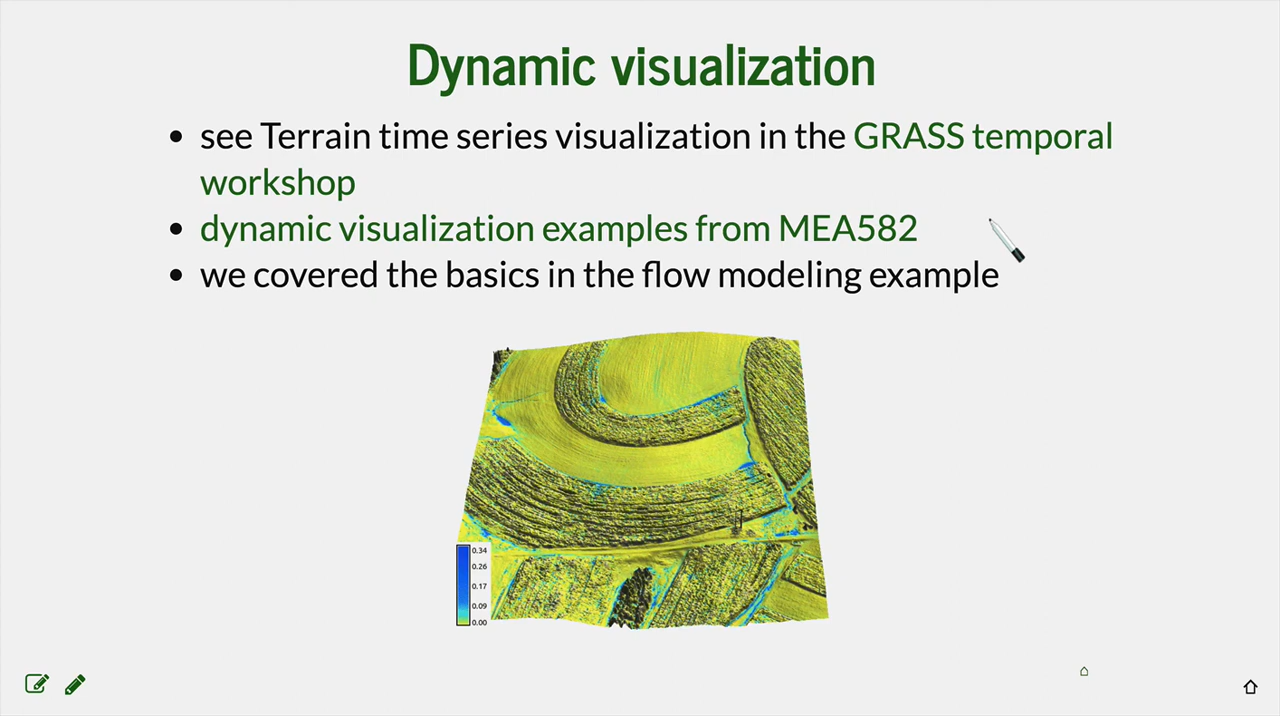 Dynamic visualization
see Terrain time series visualization in the GRASS temporal
workshop
dynamic visualization examples from MEA582
we covered the basics in the flow modeling example
0.34
0.26
0.17
0.09
0.00